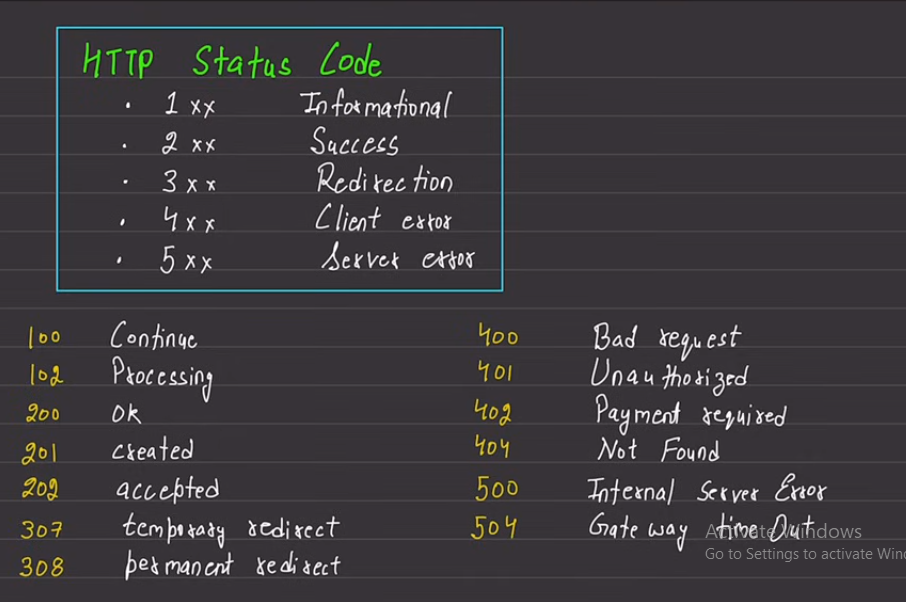 HTTP Status Code
· 1xx Informational
· 2xx Success
· 3xx Redirection
· 4xx Client error
· 5xx Server error
100 Continue
102 Processing
200 OK
201 created
202 accepted
307 temporary redirect
308 permanent redirect
400 Bad request
401 Unauthorized
402 Payment required
404 Not Found
500 Internal Server Error
504 Gate way time Out
Activate Windows
Go to Settings to activate Win